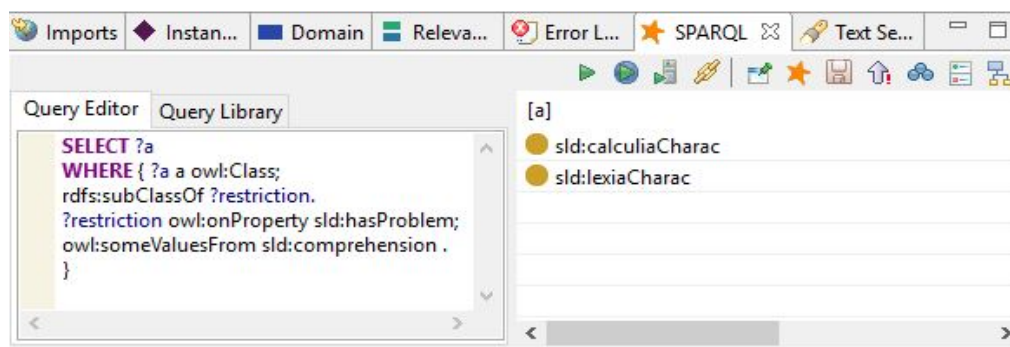 Imports Instan... Domain Releva... Error L... SPARQL Text Se...
Query Editor Query Library
SELECT ?a
WHERE { ?a a owl:Class;
rdfs:subClassOf ?restriction.
?restriction owl:onProperty sld:hasProblem;
owl:someValuesFrom sld:comprehension .
}
[a]
sld:calculiaCharac
sld:lexiaCharac